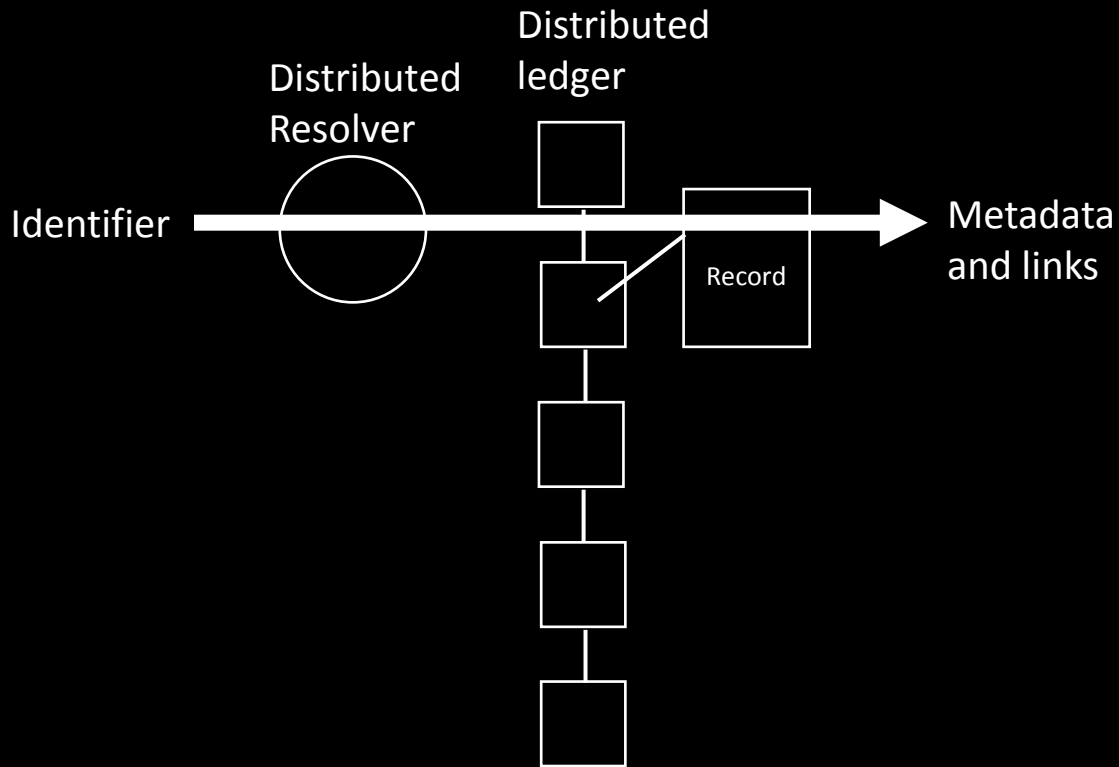 Distributed
ledger
Distributed
Resolver
Identifier
Record
Metadata
and links